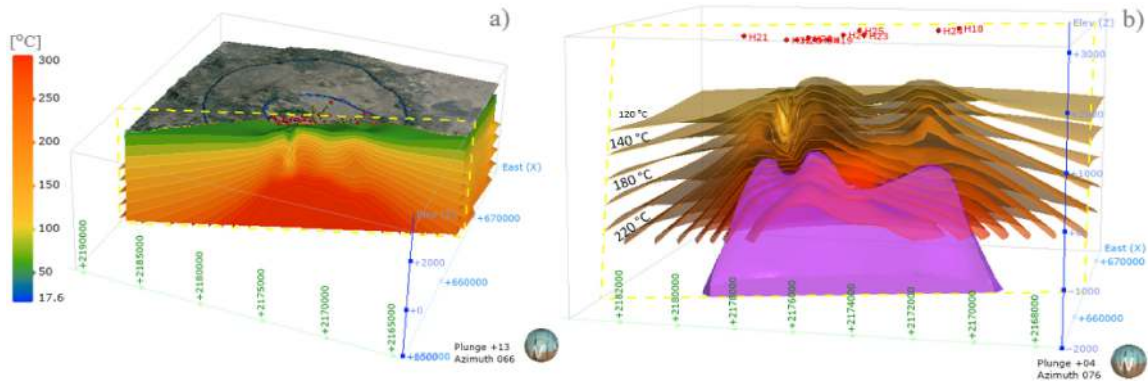 a)
[°C]
300
250
200
150
100
50
17.6
East (X)
+670000
+660000
+2000
+0
+2190000
+2185000
+2180000
+2175000
+2170000
+2165000
Plunge +13
Azimuth 066
b)
Elev (Z)
H25
H18
H21
H23
+3000
120 °C
140 °C
180 °C
220 °C
+1000
East (X)
+670000
-1000
+660000
-2000
+2182000
+2180000
+2178000
+2176000
+2174000
+2172000
+2170000
+2168000
Plunge +04
Azimuth 076